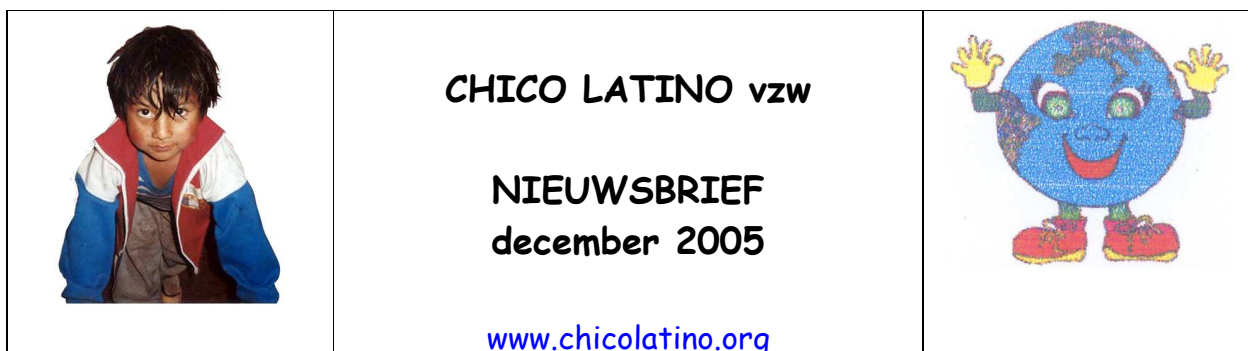 CHICO LATINO vzw
NIEUWSBRIEF
december 2005
www.chicolatino.org